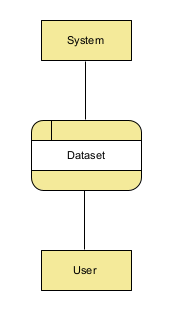 System
Dataset
User